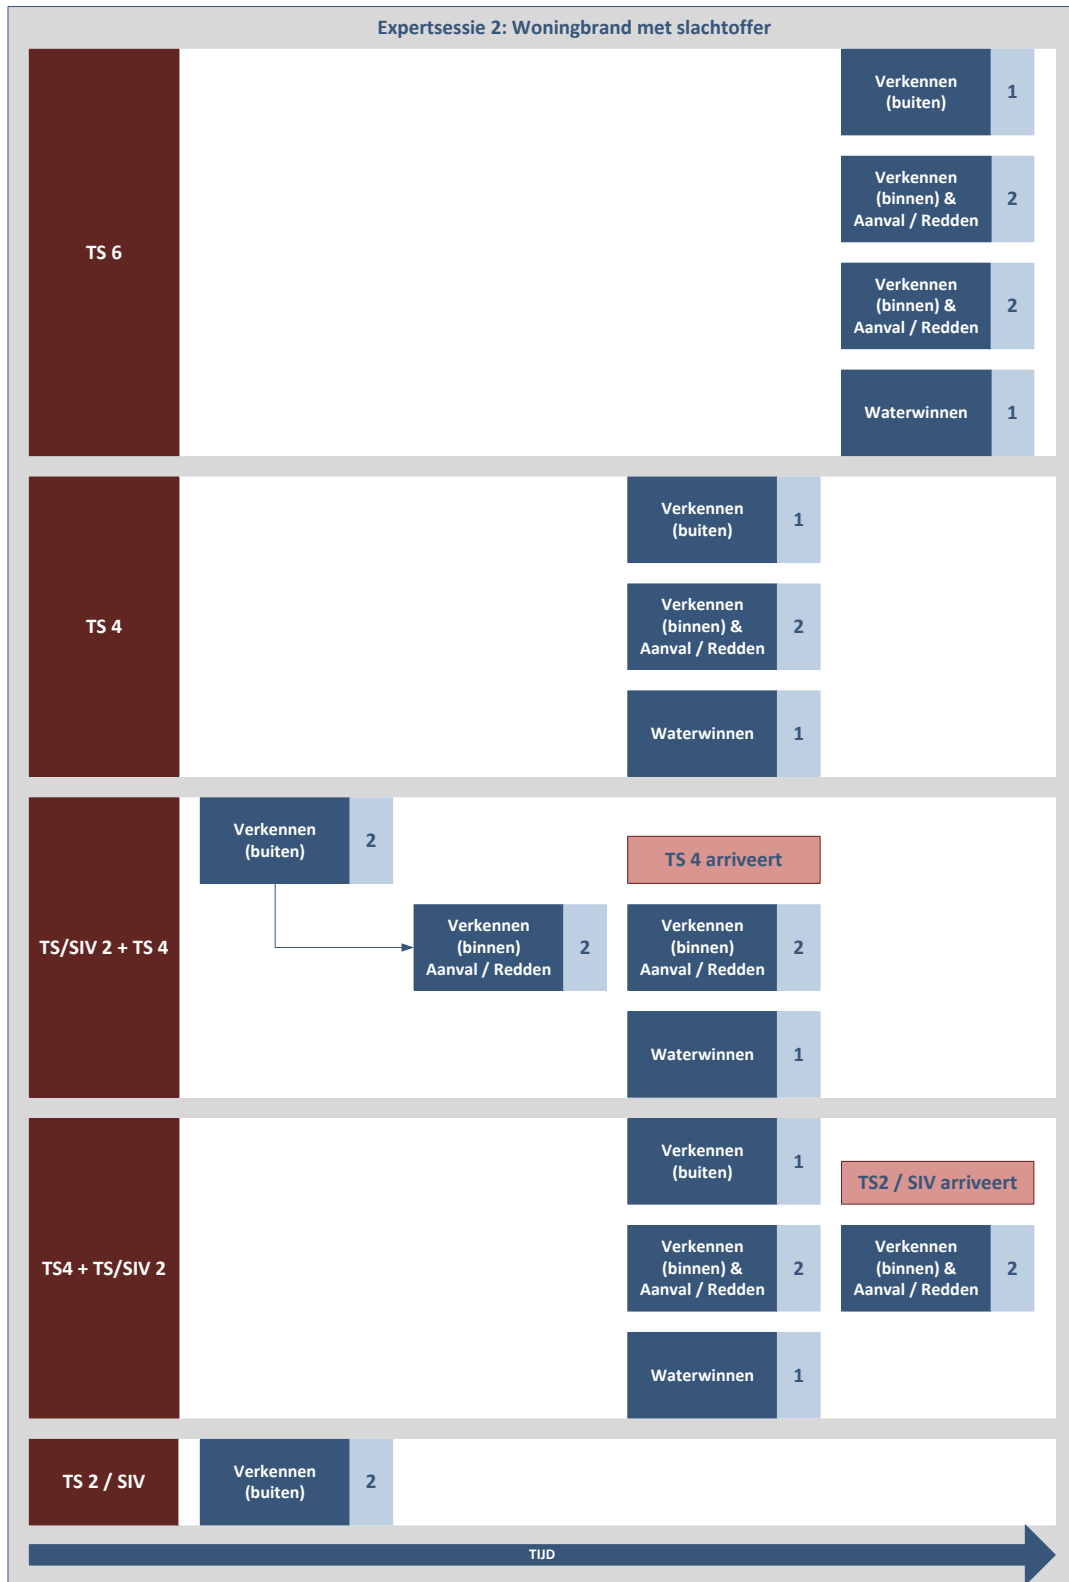 Expertsessie 2: Woningbrand met slachtoffer
TS 6
Verkennen
(buiten)
1
Verkennen
(binnen) &
Aanval / Redden
2
Verkennen
(binnen) &
Aanval / Redden
2
Waterwinnen
1
TS 4
Verkennen
(buiten)
1
Verkennen
(binnen) &
Aanval / Redden
2
Waterwinnen
1
TS/SIV 2 + TS 4
Verkennen
(buiten)
2
Verkennen
(binnen)
Aanval / Redden
2
TS 4 arriveert
Verkennen
(binnen)
Aanval / Redden
2
Waterwinnen
1
TS4 + TS/SIV 2
Verkennen
(buiten)
1
Verkennen
(binnen) &
Aanval / Redden
2
Waterwinnen
1
TS2 / SIV arriveert
Verkennen
(binnen) &
Aanval / Redden
2
TS 2 / SIV
Verkennen
(buiten)
2
TIJD